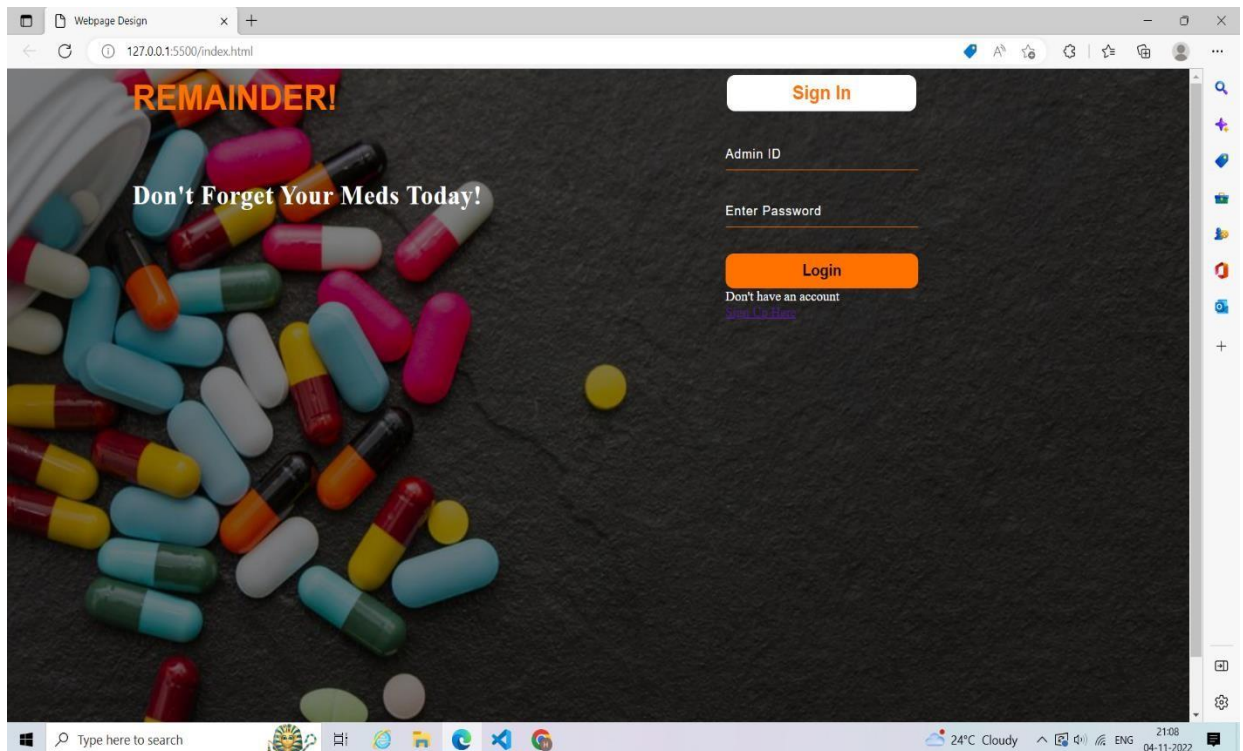 Webpage Design
127.0.0.1:5500/index.html
REMAINDER!
Don't Forget Your Meds Today!
Sign In
Admin ID
Enter Password
Login
Don't have an account
Sign Up Here
Type here to search
24°C Cloudy
ENG
21:08
04-11-2022